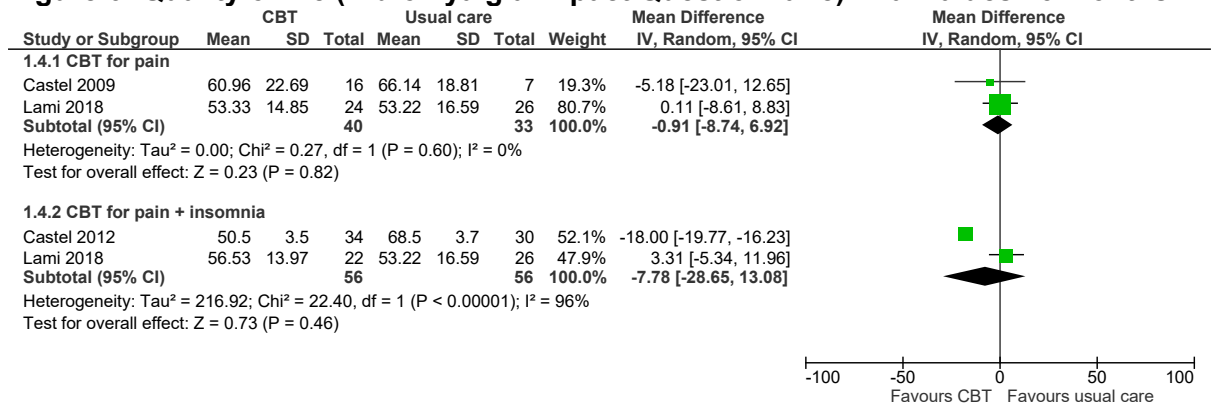 CBT Usual care Mean Difference Mean Difference
Study or Subgroup Mean SD Total Mean SD Total Weight IV, Random, 95% CI IV, Random, 95% CI
1.4.1 CBT for pain
Castel 2009 60.96 22.69 16 66.14 18.81 7 19.3% -5.18 [-23.01, 12.65]
Lami 2018 53.33 14.85 24 53.22 16.59 26 80.7% 0.11 [-8.61, 8.83]
Subtotal (95% CI) 40 33 100.0% -0.91 [-8.74, 6.92]
Heterogeneity: Tau² = 0.00; Chi² = 0.27, df = 1 (P = 0.60); I² = 0%
Test for overall effect: Z = 0.23 (P = 0.82)
1.4.2 CBT for pain + insomnia
Castel 2012 50.5 3.5 34 68.5 3.7 30 52.1% -18.00 [-19.77, -16.23]
Lami 2018 56.53 13.97 22 53.22 16.59 26 47.9% 3.31 [-5.34, 11.96]
Subtotal (95% CI) 56 56 100.0% -7.78 [-28.65, 13.08]
Heterogeneity: Tau² = 216.92; Chi² = 22.40, df = 1 (P < 0.00001); I² = 96%
Test for overall effect: Z = 0.73 (P = 0.46)
-100 -50 0 50 100
Favours CBT Favours usual care